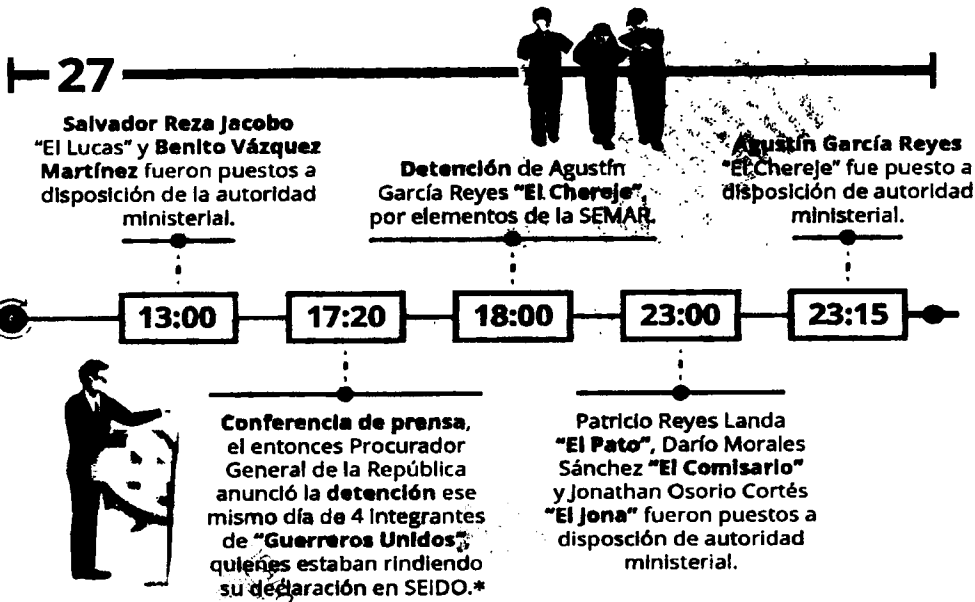 27
Salvador Reza Jacobo
"El Lucas" y Benito Vázquez
Martínez fueron puestos a
disposición de la autoridad
ministerial.
Detención de Agustín
García Reyes "El Chereje",
por elementos de la SEMAR.
Agustín García Reyes
"El Chereje" fue puesto a
disposición de autoridad
ministerial.
13:00
17:20
18:00
23:00
23:15
Conferencia de prensa,
el entonces Procurador
General de la República
anunció la detención ese
mismo día de 4 integrantes
de "Guerreros Unidos",
quienes estaban rindiendo
su declaración en SEIDO.*
Patricio Reyes Landa
"El Pato", Darío Morales
Sánchez "El Comisario"
y Jonathan Osorio Cortés
"El Jona" fueron puestos a
disposción de autoridad
ministerial.